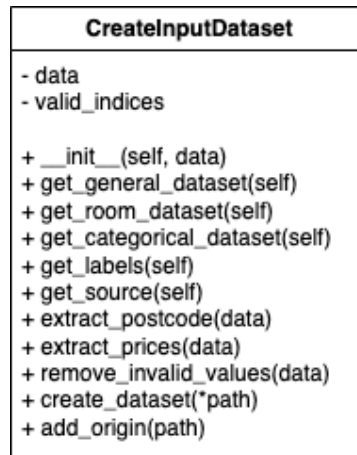 CreateInputDataset
- data
- valid_indices
+ __init__(self, data)
+ get_general_dataset(self)
+ get_room_dataset(self)
+ get_categorical_dataset(self)
+ get_labels(self)
+ get_source(self)
+ extract_postcode(data)
+ extract_prices(data)
+ remove_invalid_values(data)
+ create_dataset(*path)
+ add_origin(path)